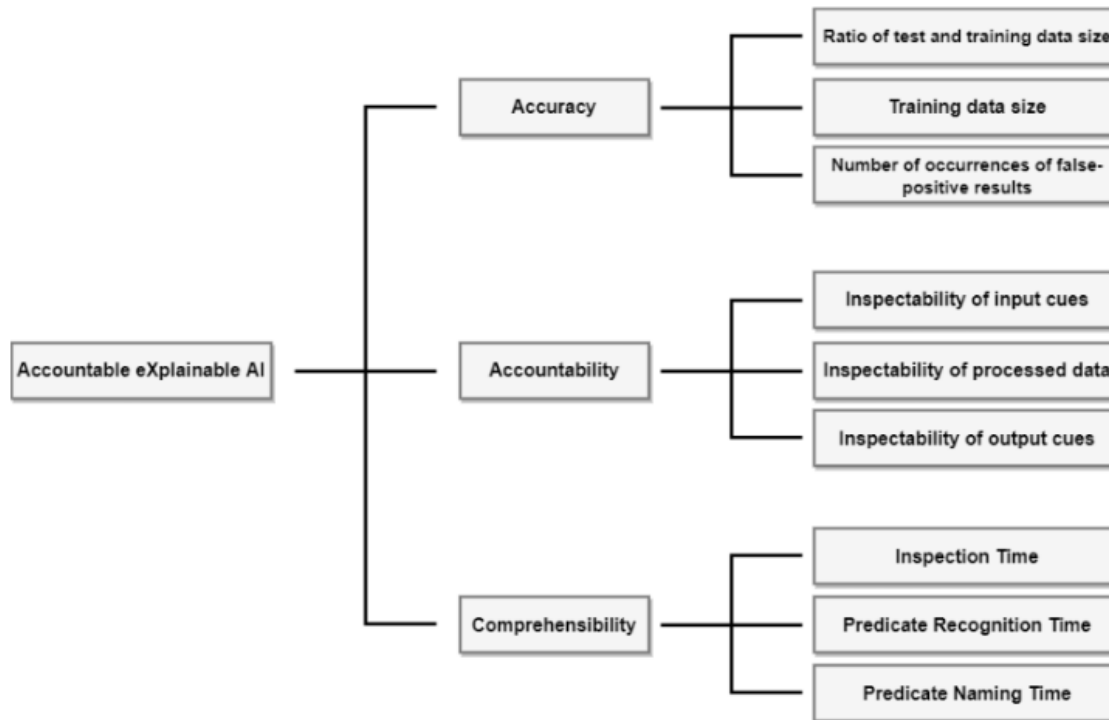 Ratio of test and training data size
Accuracy
Training data size
Number of occurrences of false-
positive results
Inspectability of input cues
Accountable eXplainable AI
Accountability
Inspectability of processed data
Inspectability of output cues
Inspection Time
Comprehensibility
Predicate Recognition Time
Predicate Naming Time